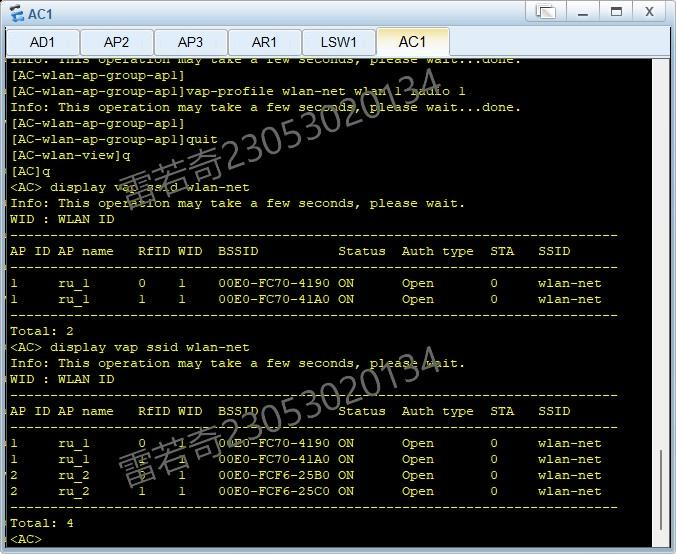 AC1
X
AD1 AP2 AP3 AR1 LSW1 AC1
Info: This operation may take a few seconds, please wait...done.
[AC-wlan-ap-group-ap1]
[AC-wlan-ap-group-ap1]vap-profile wlan-net wlan 1 radio 1
Info: This operation may take a few seconds, please wait...done.
[AC-wlan-ap-group-ap1]
[AC-wlan-ap-group-ap1]quit
[AC-wlan-view]q
[AC]q
<AC> display vap ssid wlan-net
Info: This operation may take a few seconds, please wait.
WID : WLAN ID
--------------------------------------------------------------------------------
AP ID AP name RfID WID BSSID Status Auth type STA SSID
--------------------------------------------------------------------------------
1 ru_1 0 1 00E0-FC70-4190 ON Open 0 wlan-net
1 ru_1 1 1 00E0-FC70-41A0 ON Open 0 wlan-net
--------------------------------------------------------------------------------
Total: 2
<AC> display vap ssid wlan-net
Info: This operation may take a few seconds, please wait.
WID : WLAN ID
--------------------------------------------------------------------------------
AP ID AP name RfID WID BSSID Status Auth type STA SSID
--------------------------------------------------------------------------------
1 ru_1 0 1 00E0-FC70-4190 ON Open 0 wlan-net
1 ru_1 1 1 00E0-FC70-41A0 ON Open 0 wlan-net
2 ru_2 0 1 00E0-FCF6-25B0 ON Open 0 wlan-net
2 ru_2 1 1 00E0-FCF6-25C0 ON Open 0 wlan-net
--------------------------------------------------------------------------------
Total: 4
<AC>
雷若奇23053020134
雷若奇23053020134